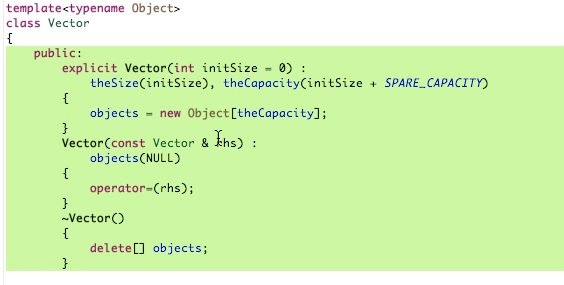 template<typename Object>
class Vector
{
    public:
        explicit Vector(int initSize = 0) :
            theSize(initSize), theCapacity(initSize + SPARE_CAPACITY)
        {
            objects = new Object[theCapacity];
        }
        Vector(const Vector & rhs) :
            objects(NULL)
        {
            operator=(rhs);
        }
        ~Vector()
        {
            delete[] objects;
        }